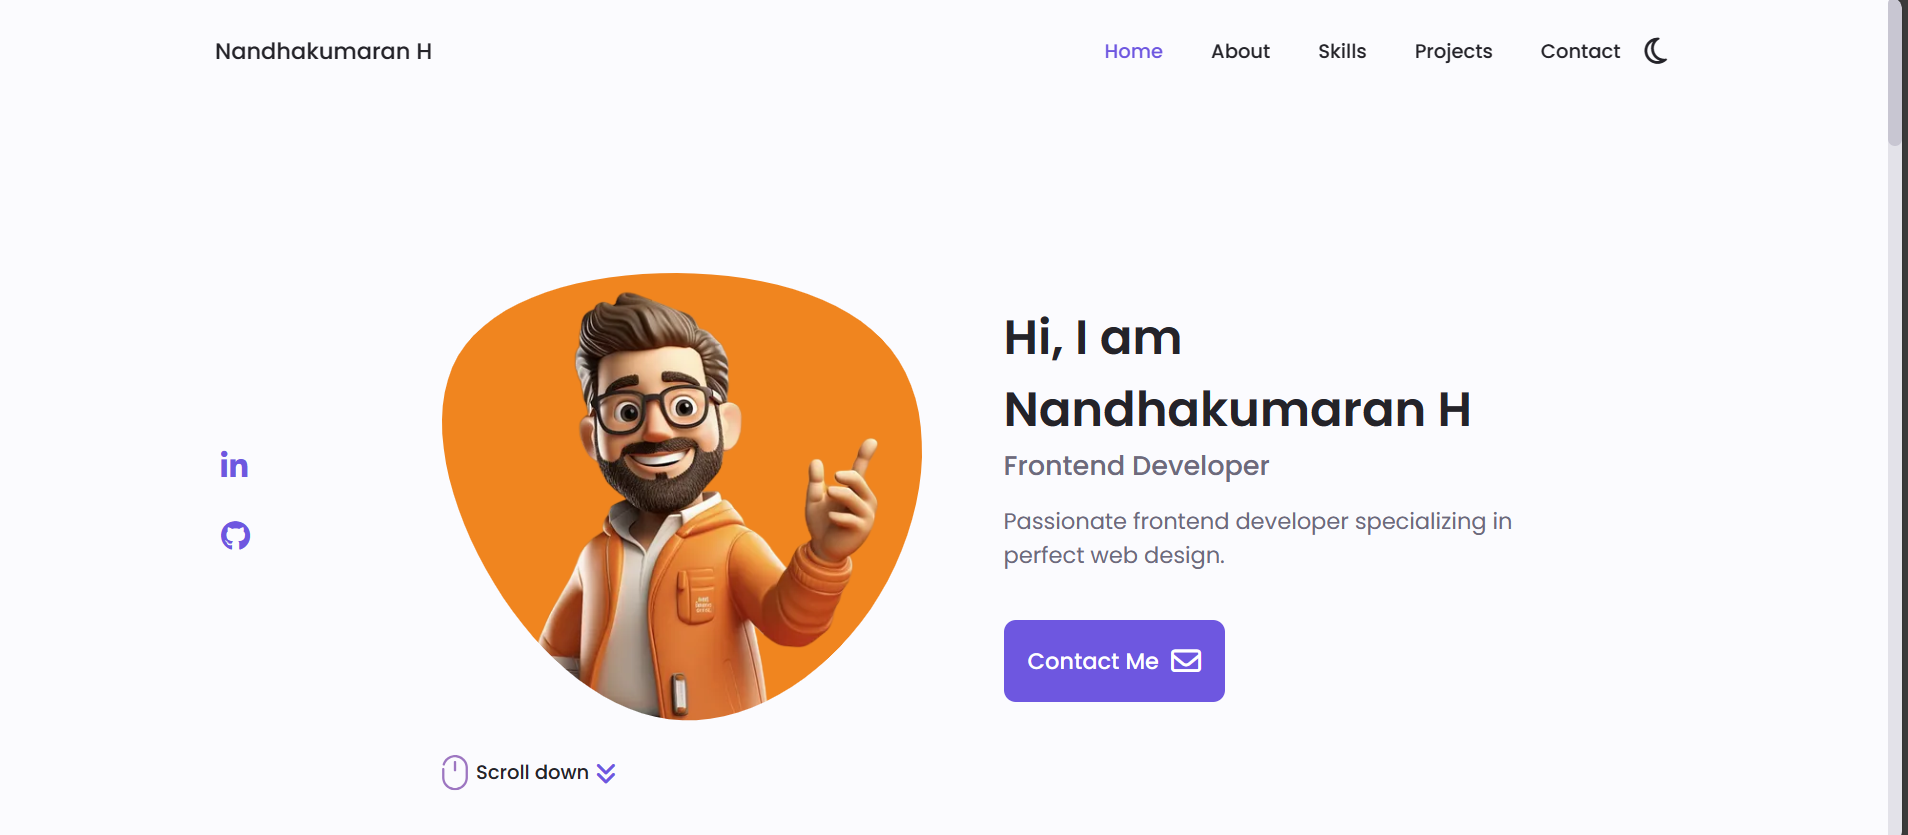 Nandhakumaran H
Home About Skills Projects Contact
Hi, I am
Nandhakumaran H
Frontend Developer
Passionate frontend developer specializing in
perfect web design.
Contact Me
in
Scroll down